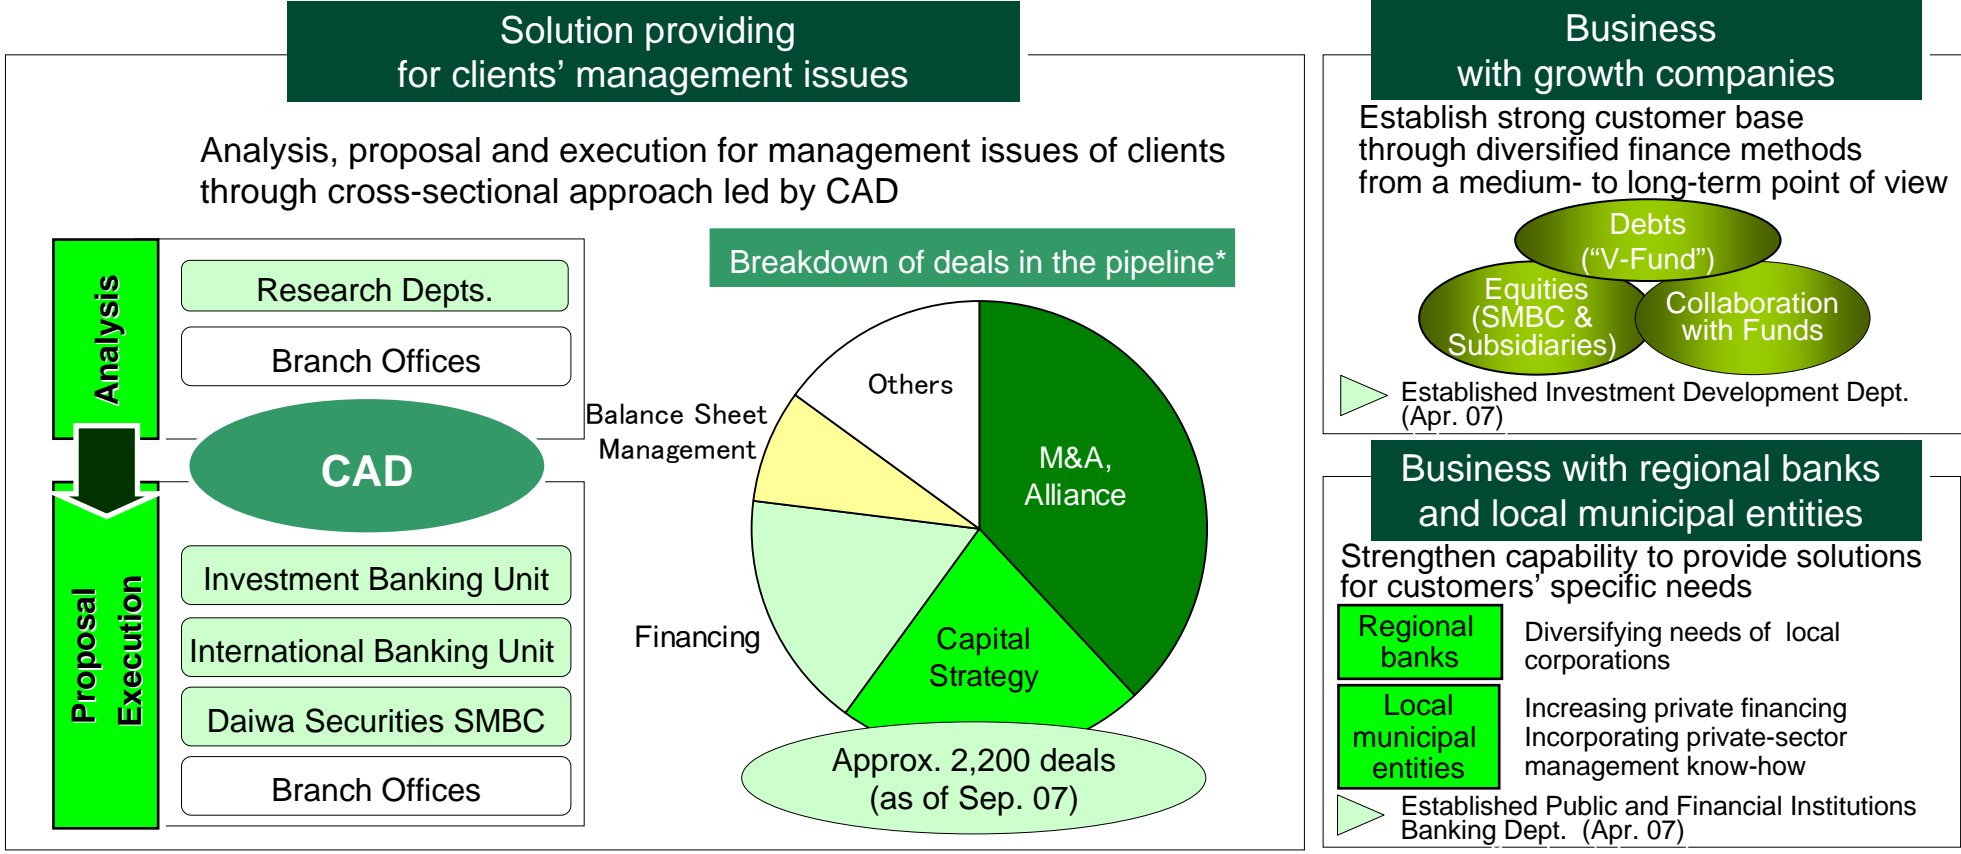 Solution providing
for clients’ management issues
Analysis, proposal and execution for management issues of clients
through cross-sectional approach led by CAD
Analysis
Research Depts.
Branch Offices
CAD
Proposal
Execution
Investment Banking Unit
International Banking Unit
Daiwa Securities SMBC
Branch Offices
Breakdown of deals in the pipeline*
Others
Balance Sheet
Management
M&A,
Alliance
Financing
Capital
Strategy
Approx. 2,200 deals
(as of Sep. 07)
Business
with growth companies
Establish strong customer base
through diversified finance methods
from a medium- to long-term point of view
Debts
(“V-Fund”)
Equities
(SMBC &
Subsidiaries)
Collaboration
with Funds
Established Investment Development Dept.
(Apr. 07)
Business with regional banks
and local municipal entities
Strengthen capability to provide solutions
for customers’ specific needs
Regional
banks
Diversifying needs of local
corporations
Local
municipal
entities
Increasing private financing
Incorporating private-sector
management know-how
Established Public and Financial Institutions
Banking Dept. (Apr. 07)